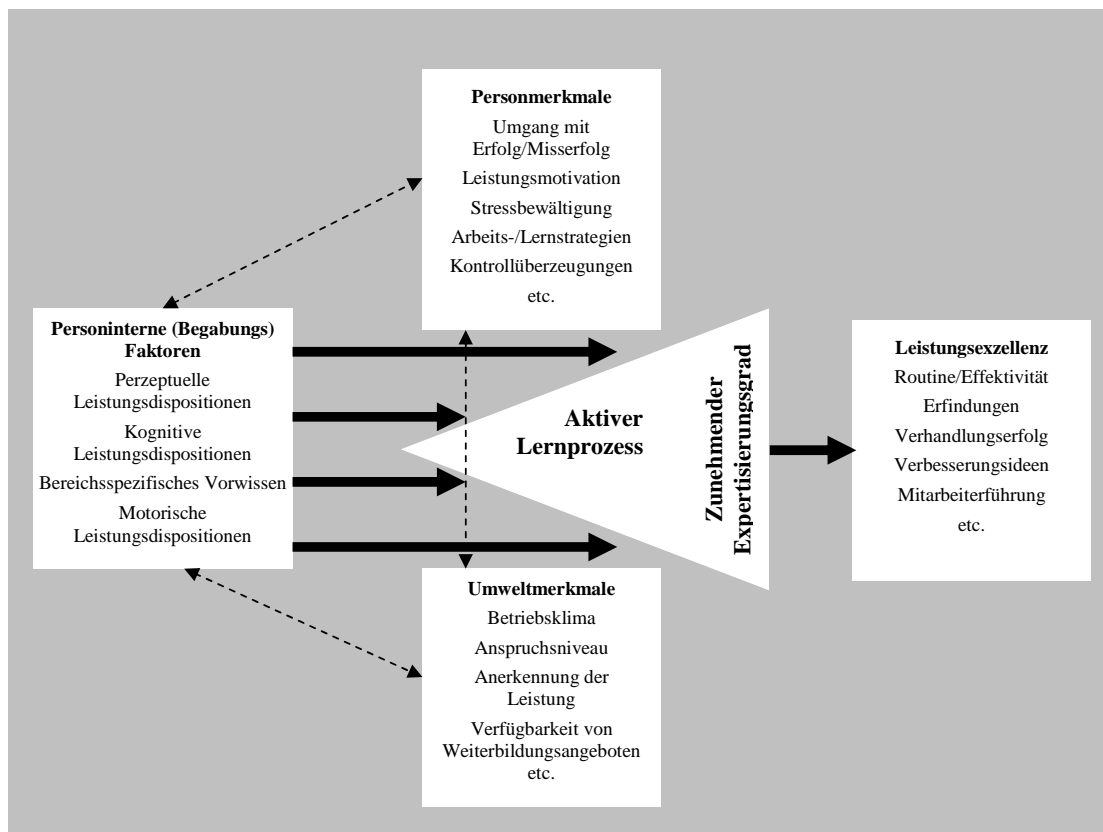 Personmerkmale
Umgang mit
Erfolg/Misserfolg
Leistungsmotivation
Stressbewältigung
Arbeits-/Lernstrategien
Kontrollüberzeugungen
etc.
Personinterne (Begabungs)
Faktoren
Perzeptuelle
Leistungsdispositionen
Kognitive
Leistungsdispositionen
Bereichsspezifisches Vorwissen
Motorische
Leistungsdispositionen
Aktiver
Lernprozess
Zunehmender
Expertisierungsgrad
Leistungsexzellenz
Routine/Effektivität
Erfindungen
Verhandlungserfolg
Verbesserungsideen
Mitarbeiterführung
etc.
Umweltmerkmale
Betriebsklima
Anspruchsniveau
Anerkennung der
Leistung
Verfügbarkeit von
Weiterbildungsangeboten
etc.